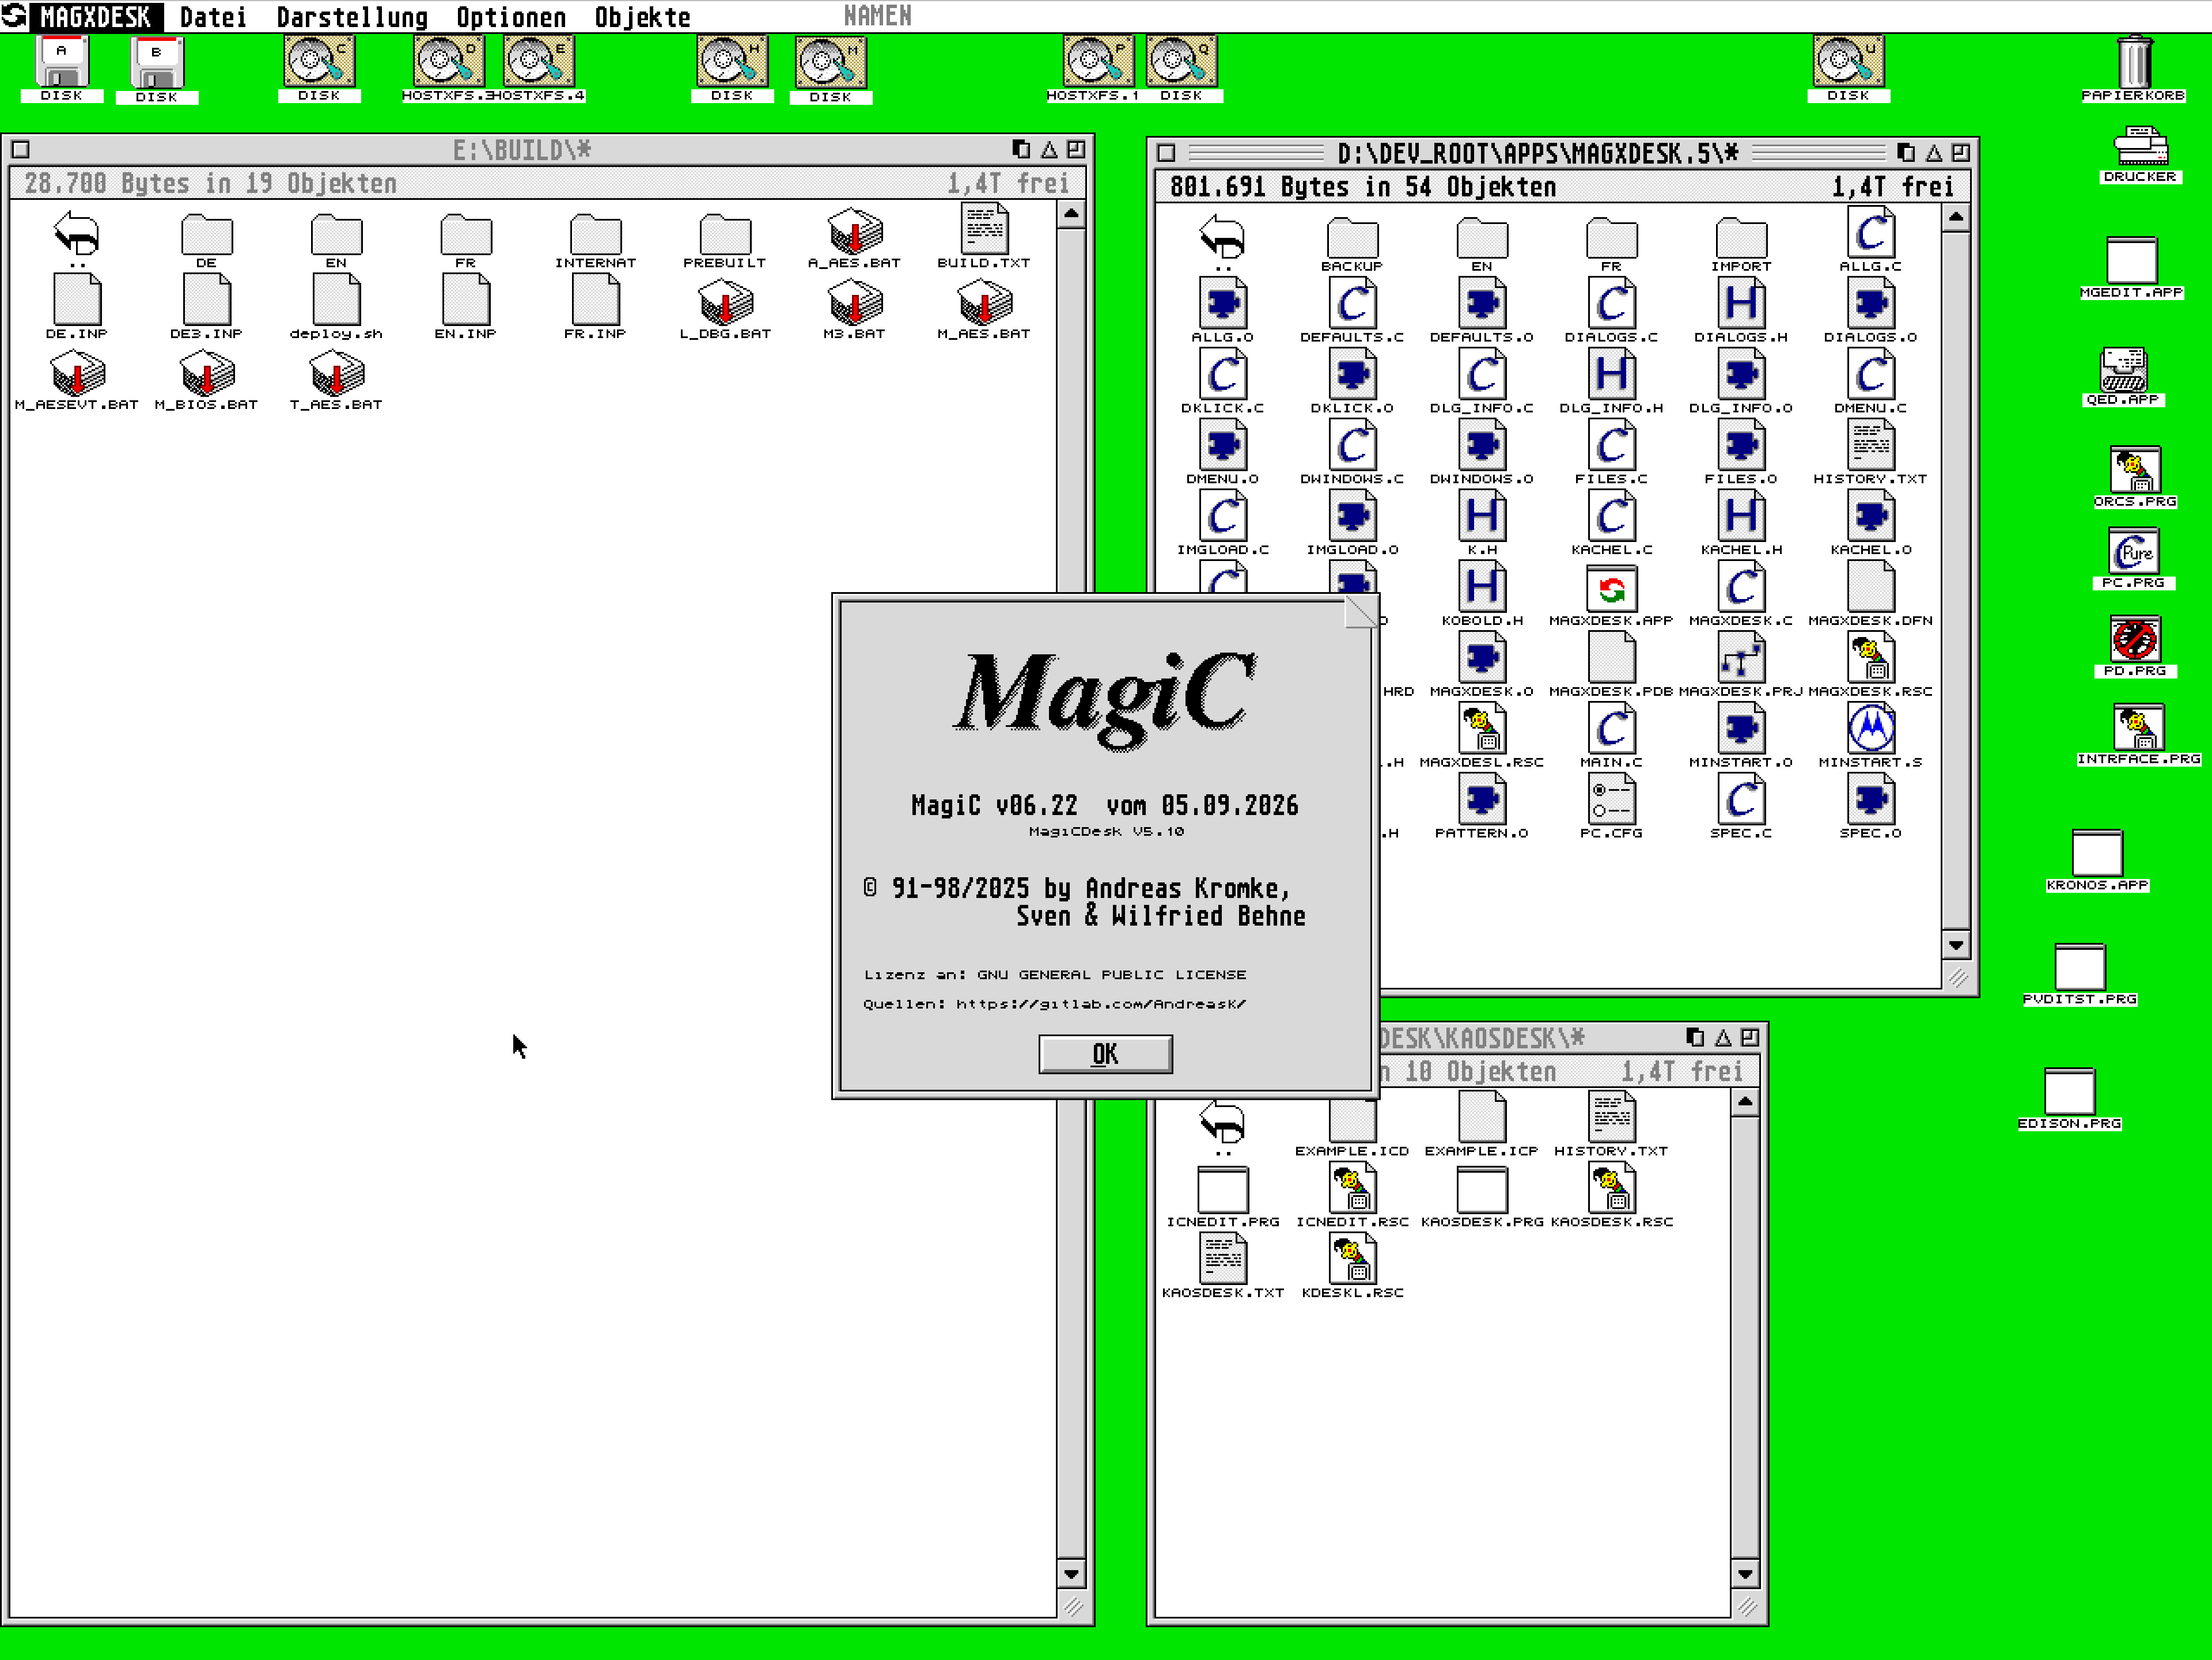 MAGXDESK Datei Darstellung Optionen Objekte NAMEN
A B C D E H M P Q U
DISK DISK DISK HOSTXFS.3 HOSTXFS.4 DISK DISK HOSTXFS.1 DISK DISK PAPIERKORB
E:\BUILD\*
28.700 Bytes in 19 Objekten 1,4T frei
.. DE EN FR INTERNAT PREBUILT A_AES.BAT BUILD.TXT
DE.INP DE3.INP deploy.sh EN.INP FR.INP L_DBG.BAT M3.BAT M_AES.BAT
M_AESEVT.BAT M_BIOS.BAT T_AES.BAT
D:\DEV_ROOT\APPS\MAGXDESK.5\*
801.691 Bytes in 54 Objekten 1,4T frei
.. BACKUP EN FR IMPORT ALLG.C
ALLG.O DEFAULTS.C DEFAULTS.O DIALOGS.C DIALOGS.H DIALOGS.O
DKLICK.C DKLICK.O DLG_INFO.C DLG_INFO.H DLG_INFO.O DMENU.C
DMENU.O DWINDOWS.C DWINDOWS.O FILES.C FILES.O HISTORY.TXT
IMGLOAD.C IMGLOAD.O K.H KACHEL.C KACHEL.H KACHEL.O
KOBOLD.H MAGXDESK.APP MAGXDESK.C MAGXDESK.DFN
HRD MAGXDESK.O MAGXDESK.PDB MAGXDESK.PRJ MAGXDESK.RSC
.H MAGXDESL.RSC MAIN.C MINSTART.O MINSTART.S
.H PATTERN.O PC.CFG SPEC.C SPEC.O
MagiC
MagiC v06.22 vom 05.09.2026
MagiCDesk V5.10
© 91-98/2025 by Andreas Kromke,
Sven & Wilfried Behne
Lizenz an: GNU GENERAL PUBLIC LICENSE
Quellen: https://gitlab.com/AndreasK/
OK
DESK\KAOSDESK\*
n 10 Objekten 1,4T frei
.. EXAMPLE.ICD EXAMPLE.ICP HISTORY.TXT
ICNEDIT.PRG ICNEDIT.RSC KAOSDESK.PRG KAOSDESK.RSC
KAOSDESK.TXT KDESKL.RSC
DRUCKER
MGEDIT.APP
QED.APP
ORCS.PRG
Pure
PC.PRG
PD.PRG
INTRFACE.PRG
KRONOS.APP
PVDITST.PRG
EDISON.PRG